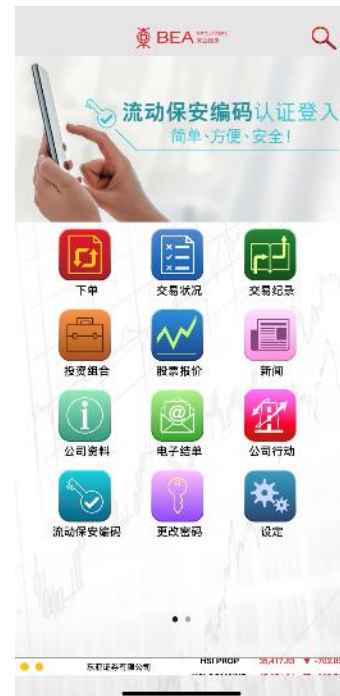 BEA
流动保安编码认证登入
简单、方便、安全!
下单
交易状况
交易纪录
投资组合
股票报价
新闻
公司资料
电子结单
公司行动
流动保安编码
更改密码
设定
东亚证券有限公司
HSI PROP 35,417.83 ▼